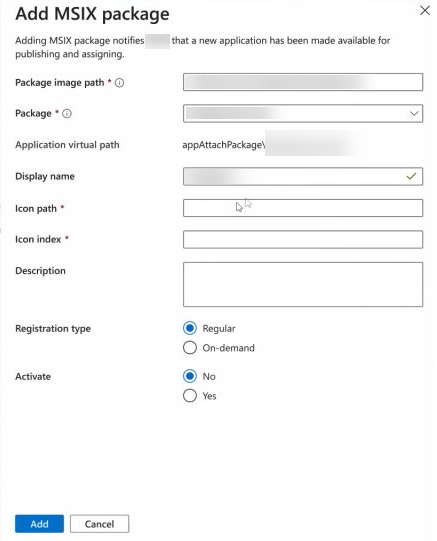 Add MSIX package
Adding MSIX package notifies that a new application has been made available for
publishing and assigning.
Package image path *
Package *
Application virtual path appAttachPackage\
Display name
Icon path *
Icon index *
Description
Registration type Regular
On-demand
Activate No
Yes
Add Cancel